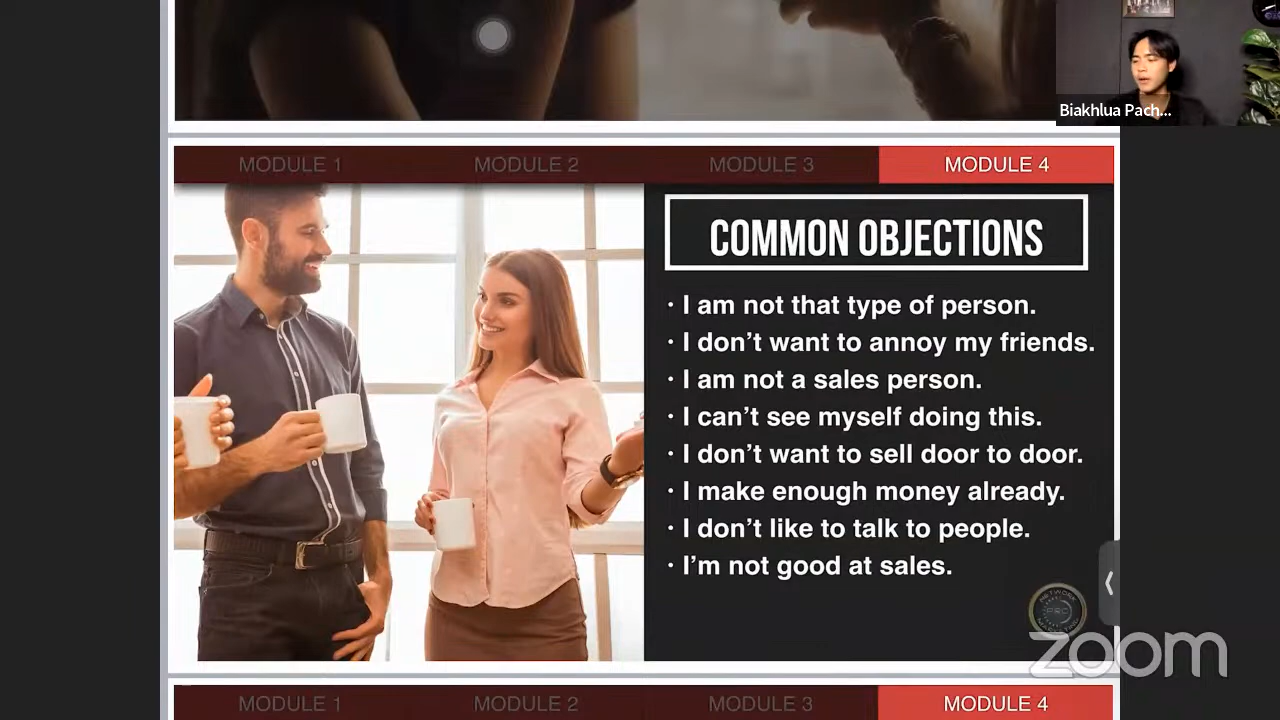 Biakhlua Pach...
MODULE 1 MODULE 2 MODULE 3 MODULE 4
COMMON OBJECTIONS
· I am not that type of person.
· I don’t want to annoy my friends.
· I am not a sales person.
· I can’t see myself doing this.
· I don’t want to sell door to door.
· I make enough money already.
· I don’t like to talk to people.
· I’m not good at sales.
NETWORK
PRO
MARKETING
zoom
MODULE 1 MODULE 2 MODULE 3 MODULE 4